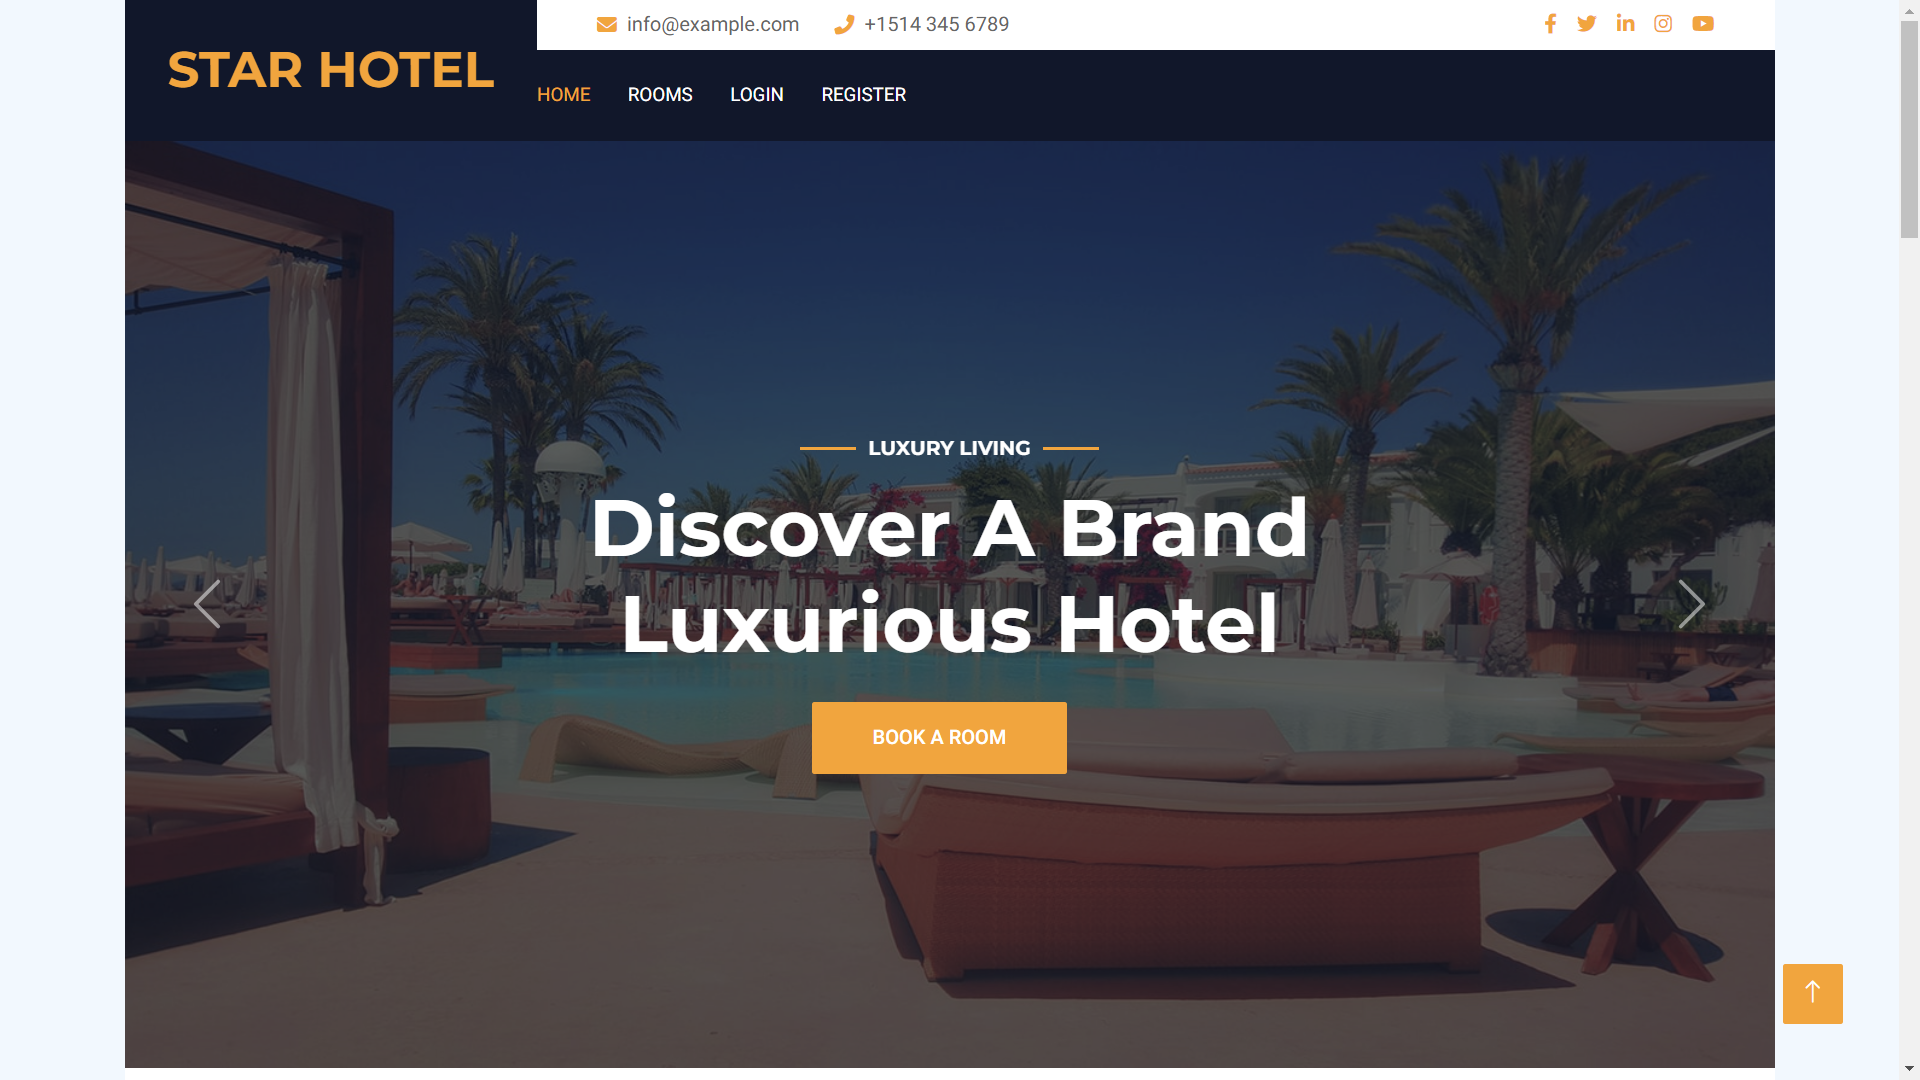 info@example.com +1514 345 6789
STAR HOTEL
HOME ROOMS LOGIN REGISTER
LUXURY LIVING
Discover A Brand
Luxurious Hotel
BOOK A ROOM